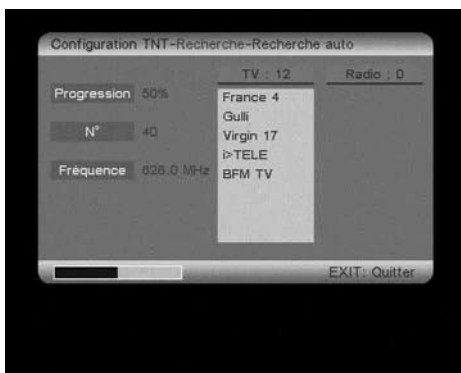 Configuration TNT-Recherche-Recherche auto
TV : 12
Radio : 0
Progression 50%
N° 40
Fréquence 626.0 MHz
France 4
Gulli
Virgin 17
i>TELE
BFM TV
EXIT: Quitter